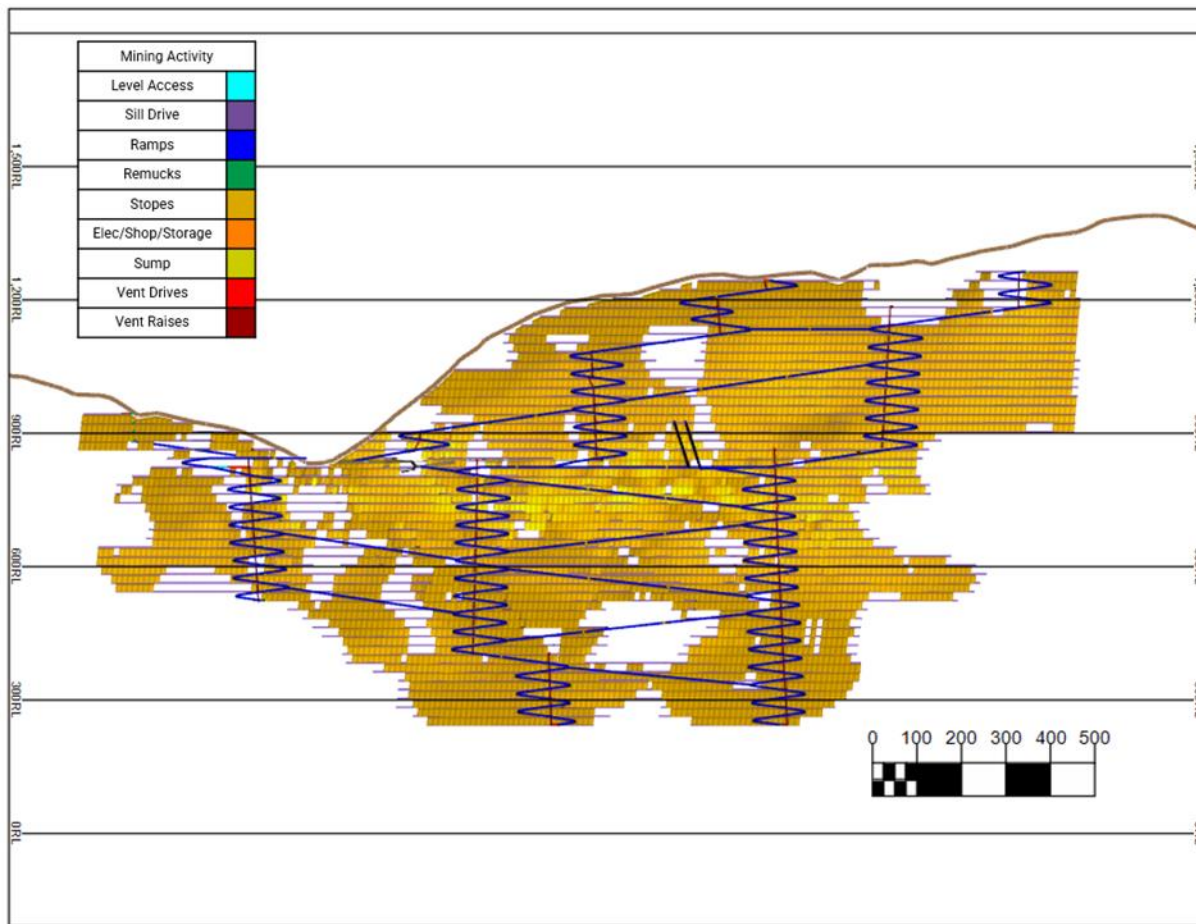 Mining Activity
Level Access
Sill Drive
Ramps
Remucks
Stopes
Elec/Shop/Storage
Sump
Vent Drives
Vent Raises
1,500RL
1,200RL
900RL
600RL
300RL
0RL
0 100 200 300 400 500